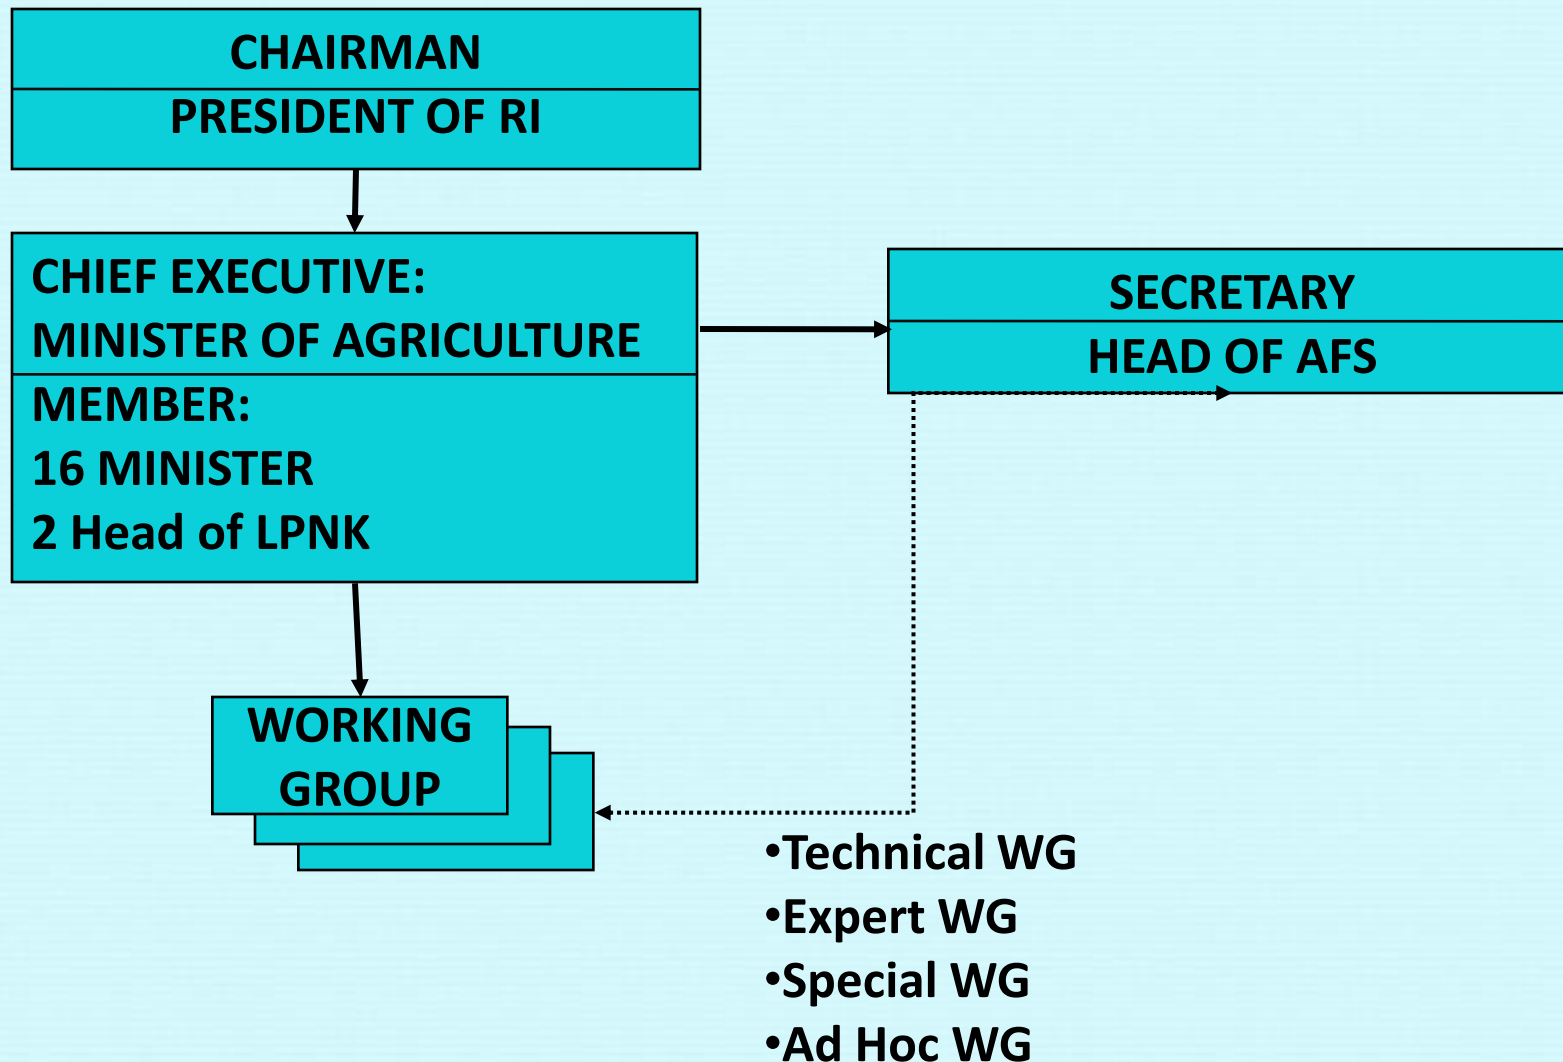 CHAIRMAN
PRESIDENT OF RI
CHIEF EXECUTIVE:
MINISTER OF AGRICULTURE
MEMBER:
16 MINISTER
2 Head of LPNK
SECRETARY
HEAD OF AFS
WORKING
GROUP
•Technical WG
•Expert WG
•Special WG
•Ad Hoc WG